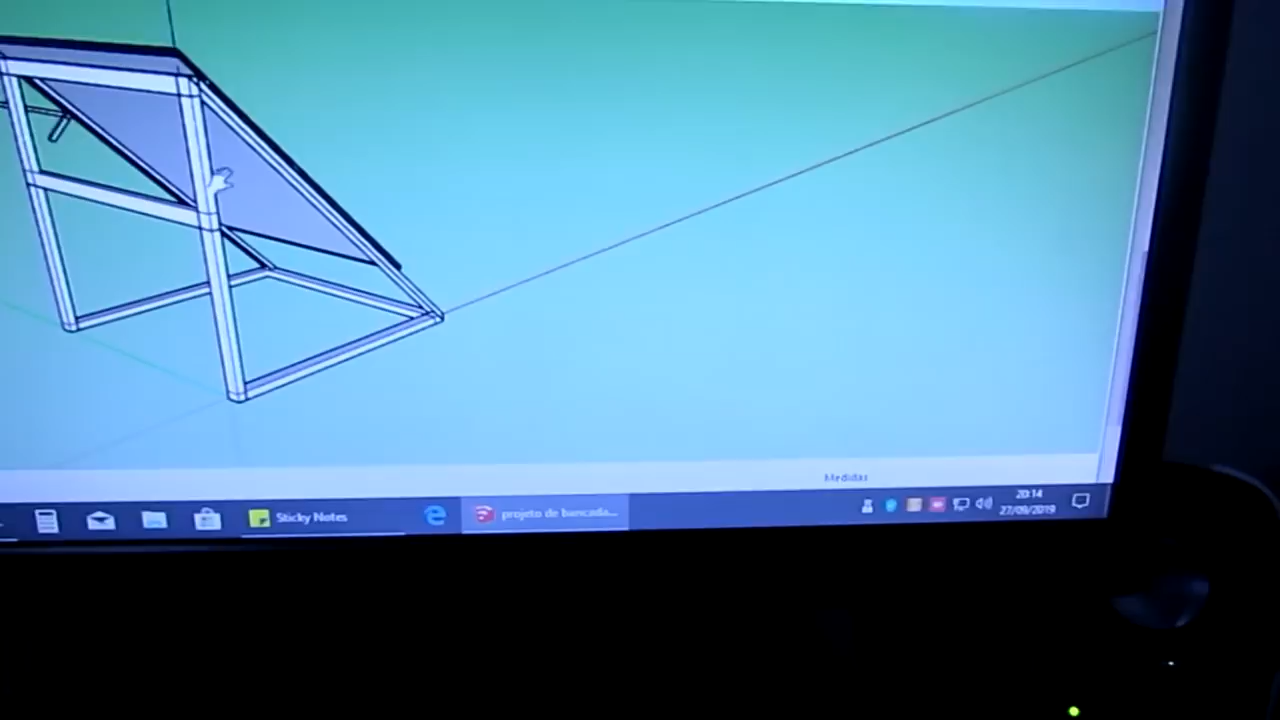 Medidas
Sticky Notes
projeto de bancada...
20:14
27/09/2019